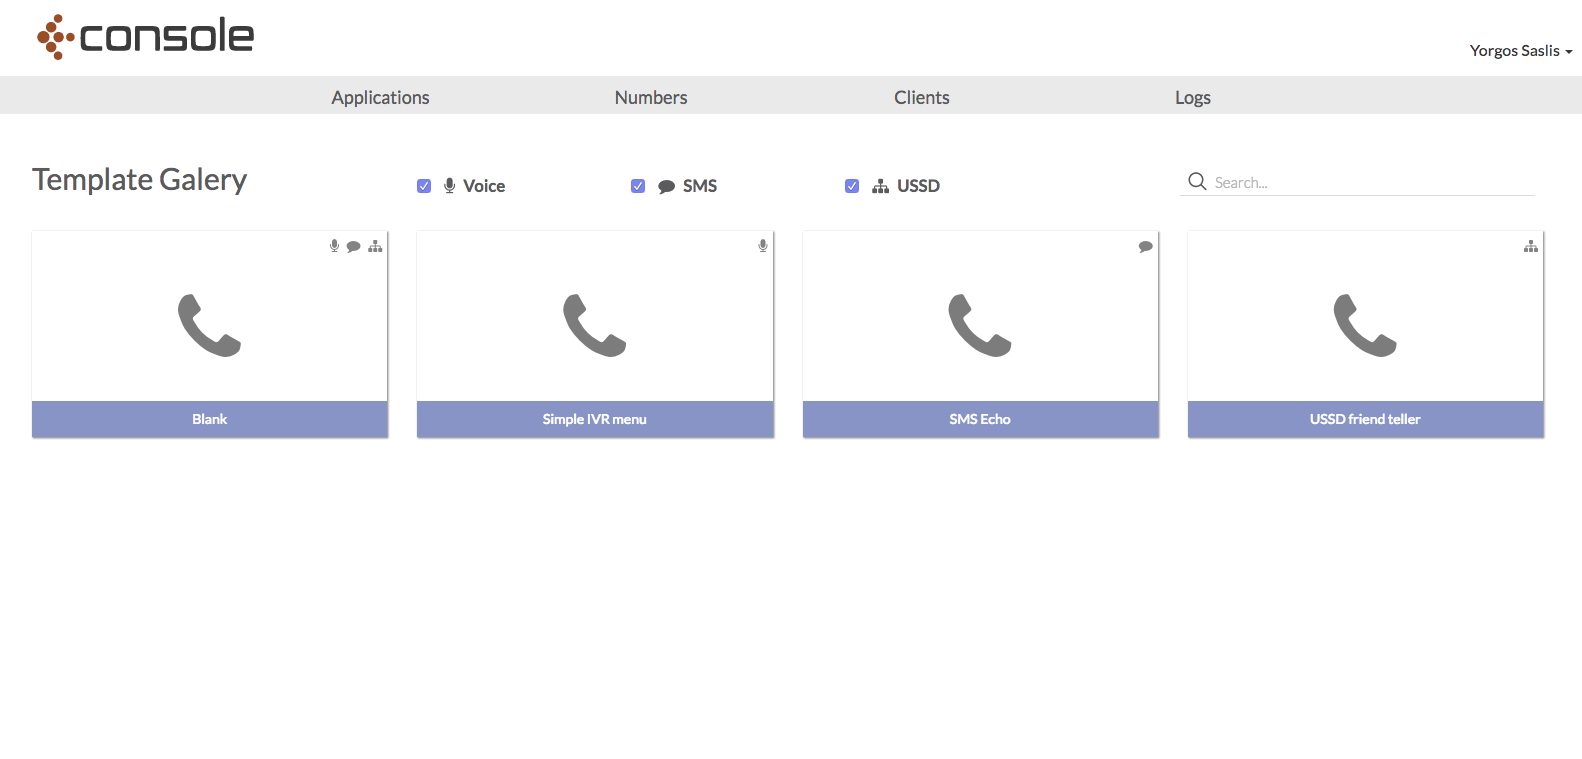 console
Yorgos Saslis
Applications Numbers Clients Logs
Template Galery
Voice SMS USSD
Search...
Blank
Simple IVR menu
SMS Echo
USSD friend teller